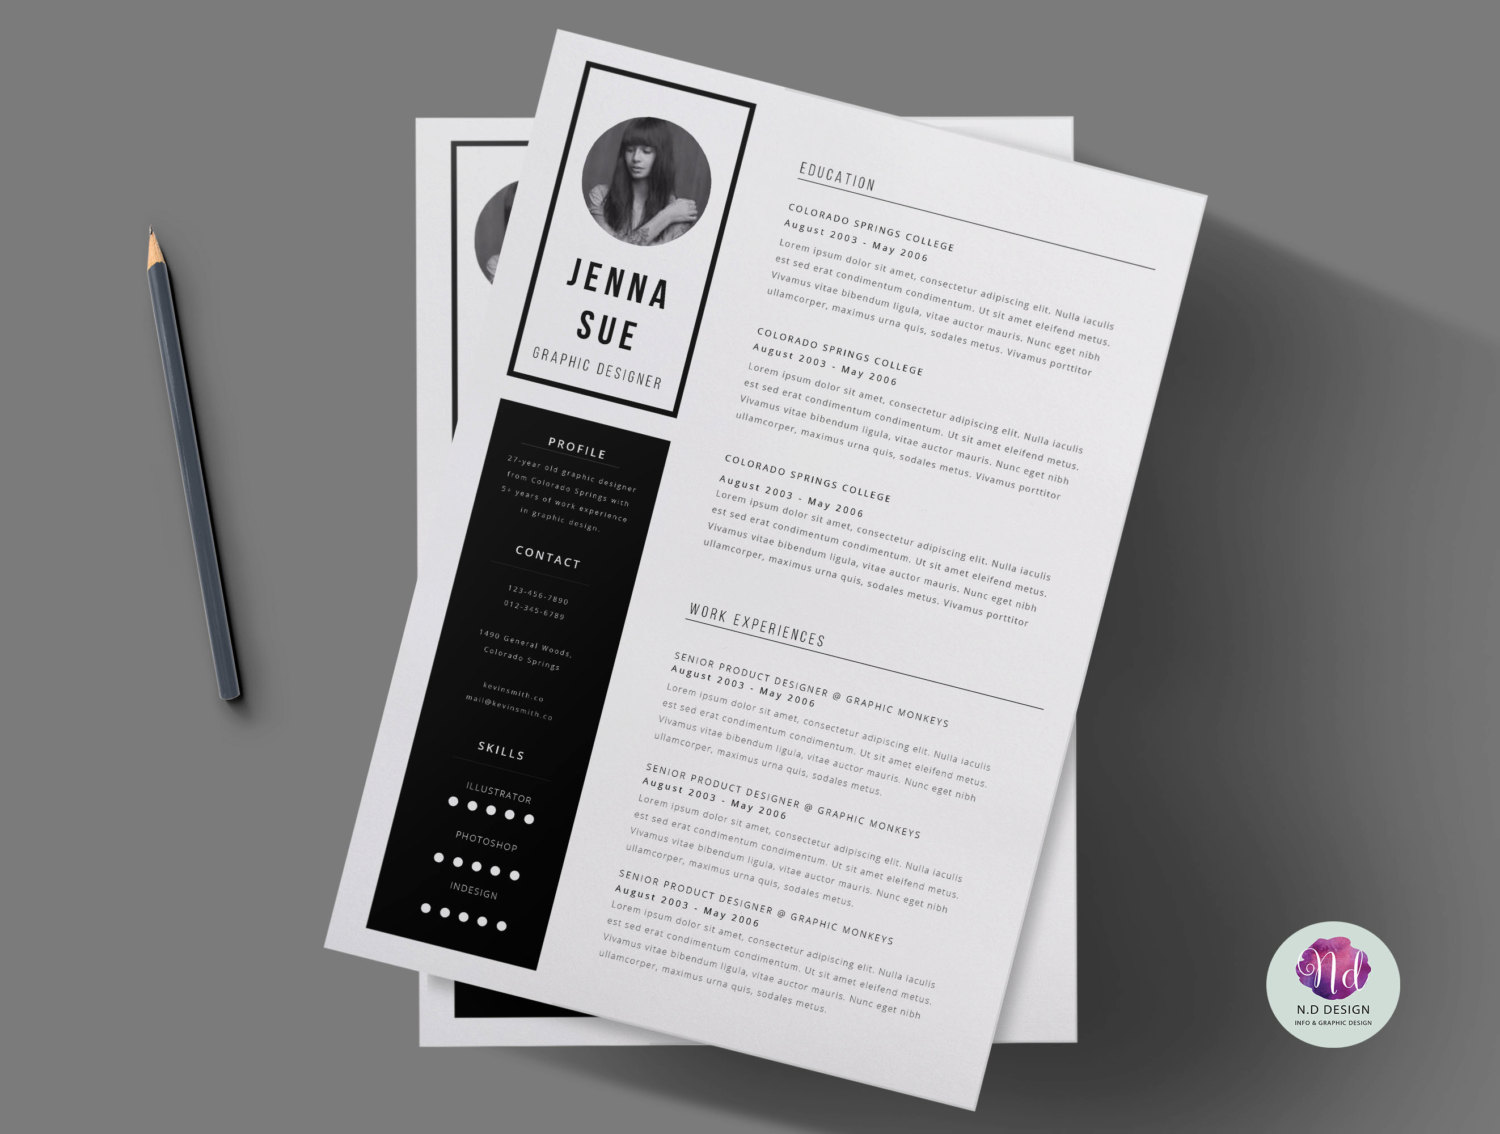 JENNA
SUE
GRAPHIC DESIGNER
PROFILE
27-year old graphic designer
from Colorado Springs with
5+ years of work experience
in graphic design.
CONTACT
123-456-7890
012-345-6789
1490 General Woods,
Colorado Springs
kevinsmith.co
mail@kevinsmith.co
SKILLS
ILLUSTRATOR
PHOTOSHOP
INDESIGN
EDUCATION
COLORADO SPRINGS COLLEGE
August 2003 - May 2006
Lorem ipsum dolor sit amet, consectetur adipiscing elit. Nulla iaculis
est sed erat condimentum condimentum. Ut sit amet eleifend metus.
Vivamus vitae bibendum ligula, vitae auctor mauris. Nunc eget nibh
ullamcorper, maximus urna quis, sodales metus. Vivamus porttitor
COLORADO SPRINGS COLLEGE
August 2003 - May 2006
Lorem ipsum dolor sit amet, consectetur adipiscing elit. Nulla iaculis
est sed erat condimentum condimentum. Ut sit amet eleifend metus.
Vivamus vitae bibendum ligula, vitae auctor mauris. Nunc eget nibh
ullamcorper, maximus urna quis, sodales metus. Vivamus porttitor
COLORADO SPRINGS COLLEGE
August 2003 - May 2006
Lorem ipsum dolor sit amet, consectetur adipiscing elit. Nulla iaculis
est sed erat condimentum condimentum. Ut sit amet eleifend metus.
Vivamus vitae bibendum ligula, vitae auctor mauris. Nunc eget nibh
ullamcorper, maximus urna quis, sodales metus. Vivamus porttitor
WORK EXPERIENCES
SENIOR PRODUCT DESIGNER @ GRAPHIC MONKEYS
August 2003 - May 2006
Lorem ipsum dolor sit amet, consectetur adipiscing elit. Nulla iaculis
est sed erat condimentum condimentum. Ut sit amet eleifend metus.
Vivamus vitae bibendum ligula, vitae auctor mauris. Nunc eget nibh
ullamcorper, maximus urna quis, sodales metus.
SENIOR PRODUCT DESIGNER @ GRAPHIC MONKEYS
August 2003 - May 2006
Lorem ipsum dolor sit amet, consectetur adipiscing elit. Nulla iaculis
est sed erat condimentum condimentum. Ut sit amet eleifend metus.
Vivamus vitae bibendum ligula, vitae auctor mauris. Nunc eget nibh
ullamcorper, maximus urna quis, sodales metus.
SENIOR PRODUCT DESIGNER @ GRAPHIC MONKEYS
August 2003 - May 2006
Lorem ipsum dolor sit amet, consectetur adipiscing elit. Nulla iaculis
est sed erat condimentum condimentum. Ut sit amet eleifend metus.
Vivamus vitae bibendum ligula, vitae auctor mauris. Nunc eget nibh
ullamcorper, maximus urna quis, sodales metus.
Nd
N.D DESIGN
INFO & GRAPHIC DESIGN